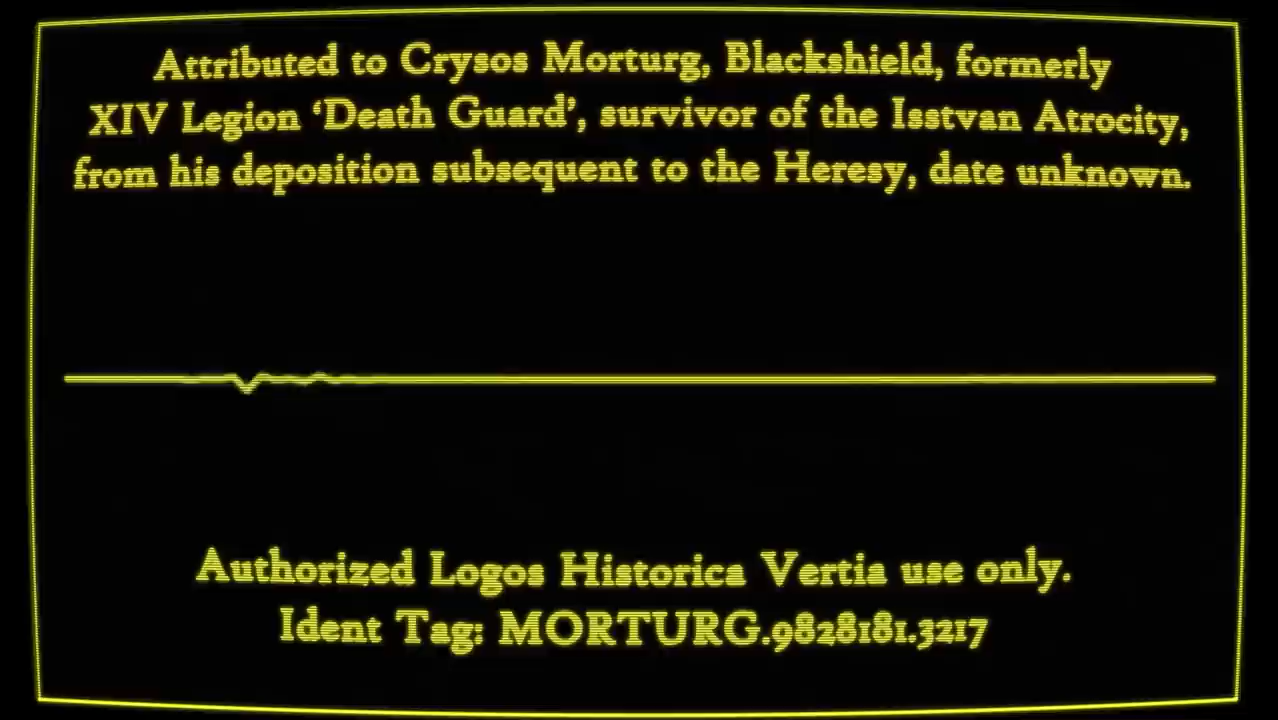 Attributed to Crysos Morturg, Blackshield, formerly
XIV Legion ‘Death Guard’, survivor of the Isstvan Atrocity,
from his deposition subsequent to the Heresy, date unknown.
Authorized Logos Historica Vertia use only.
Ident Tag: MORTURG.9828181.3217